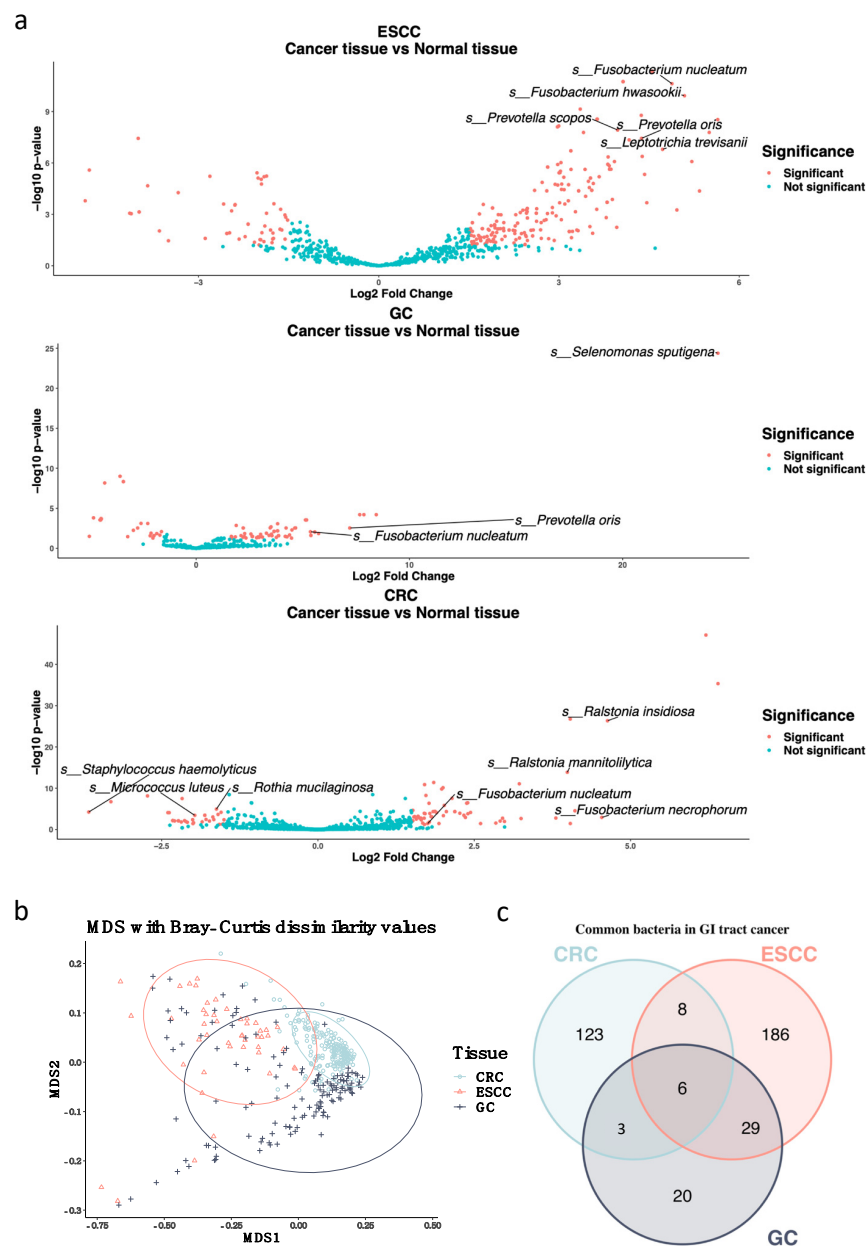 a
ESCC
Cancer tissue vs Normal tissue
s__Fusobacterium nucleatum
s__Fusobacterium hwasookii
s__Prevotella scopos
s__Prevotella oris
s__Leptotrichia trevisanii
9
6
3
0
−log10 p−value
−3
0
3
6
Log2 Fold Change
Significance
Significant
Not significant
GC
Cancer tissue vs Normal tissue
s__Selenomonas sputigena
s__Prevotella oris
s__Fusobacterium nucleatum
25
20
15
10
5
0
−log10 p−value
0
10
20
Log2 Fold Change
Significance
Significant
Not significant
CRC
Cancer tissue vs Normal tissue
s__Ralstonia insidiosa
s__Ralstonia mannitolilytica
s__Staphylococcus haemolyticus
s__Micrococcus luteus
s__Rothia mucilaginosa
s__Fusobacterium nucleatum
s__Fusobacterium necrophorum
40
30
20
10
0
−log10 p−value
−2.5
0.0
2.5
5.0
Log2 Fold Change
Significance
Significant
Not significant
b
MDS with Bray-Curtis dissimilarity values
0.2
0.1
0.0
-0.1
-0.2
-0.3
MDS2
-0.75
-0.50
-0.25
0.00
0.25
0.50
MDS1
Tissue
CRC
ESCC
GC
c
Common bacteria in GI tract cancer
CRC
ESCC
8
123
186
6
3
29
20
GC